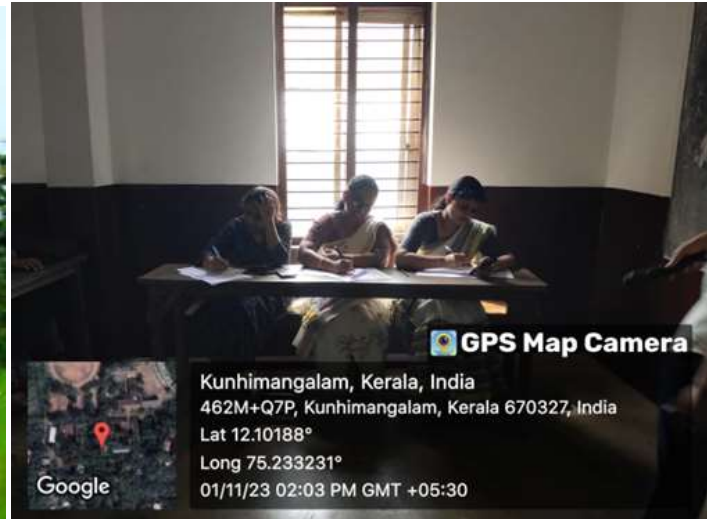 GPS Map Camera
Kunhimangalam, Kerala, India
462M+Q7P, Kunhimangalam, Kerala 670327, India
Lat 12.10188°
Long 75.233231°
01/11/23 02:03 PM GMT +05:30
Google